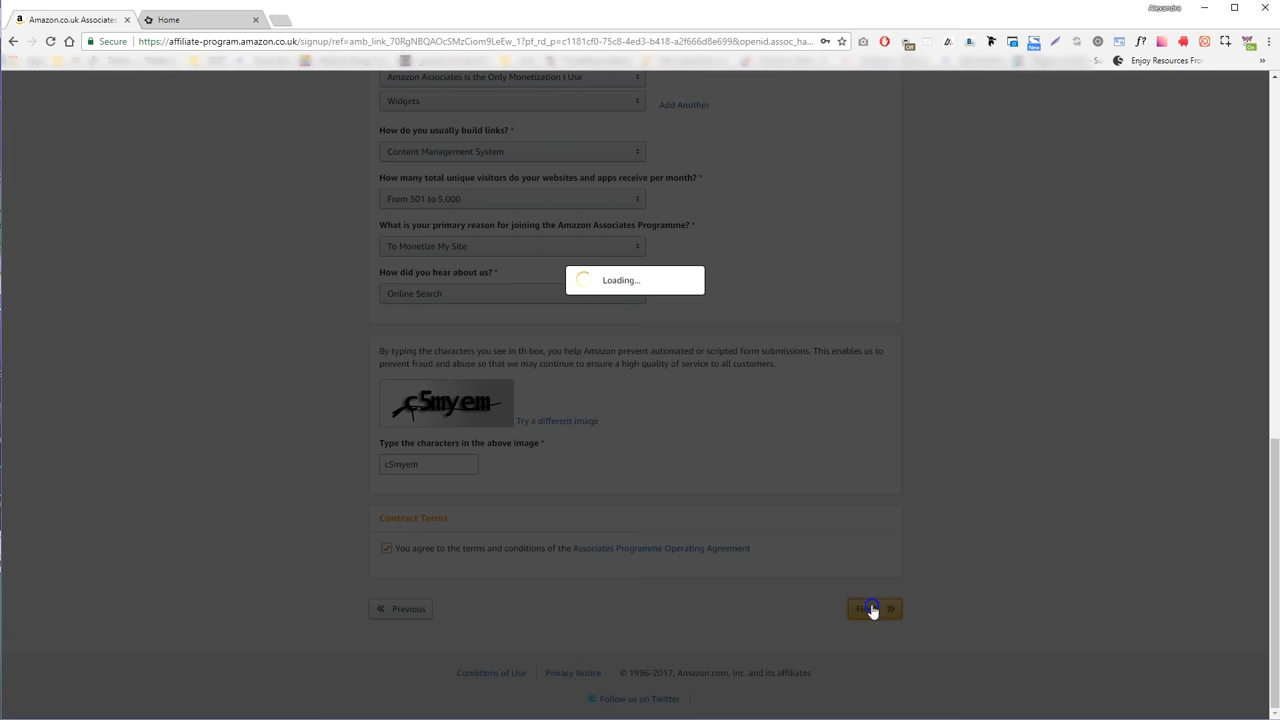 Alexandra
Amazon.co.uk Associates
Home
Secure
https://affiliate-program.amazon.co.uk/signup/ref=amb_link_70RgNBQAOcSMzCiom9LeEw_1?pf_rd_p=c1181cf0-75c8-4ed3-b418-a2f666d8e699&openid.assoc_ha...
Off
New
f?
On
Enjoy Resources Fro
Amazon Associates is the Only Monetization I Use
Widgets
Add Another
How do you usually build links? *
Content Management System
How many total unique visitors do your websites and apps receive per month? *
From 501 to 5,000
What is your primary reason for joining the Amazon Associates Programme? *
To Monetize My Site
How did you hear about us? *
Loading...
Online Search
By typing the characters you see in th box, you help Amazon prevent automated or scripted form submissions. This enables us to
prevent fraud and abuse so that we may continue to ensure a high quality of service to all customers.
c5myem
Try a different image
Type the characters in the above image *
c5myem
Contract Terms
You agree to the terms and conditions of the Associates Programme Operating Agreement
Previous
Conditions of Use
Privacy Notice
© 1996-2017, Amazon.com, Inc. and its affiliates
Follow us on Twitter